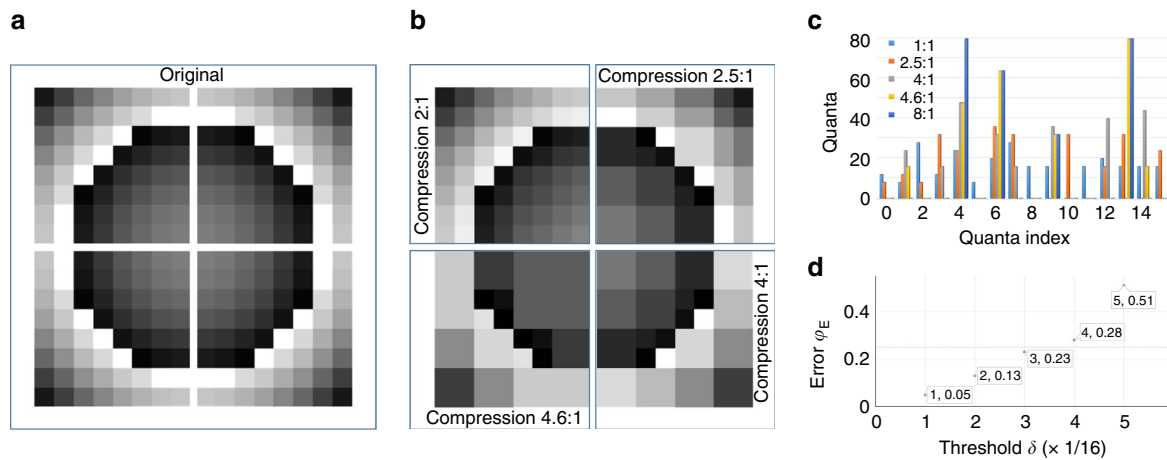 a
Original
b
Compression 2:1
Compression 2.5:1
Compression 4.6:1
Compression 4:1
c
80
60
40
20
0
Quanta
1:1
2.5:1
4:1
4.6:1
8:1
0 2 4 6 8 10 12 14
Quanta index
d
0.4
0.2
0
Error φE
1, 0.05
2, 0.13
3, 0.23
4, 0.28
5, 0.51
0 1 2 3 4 5
Threshold δ (× 1/16)